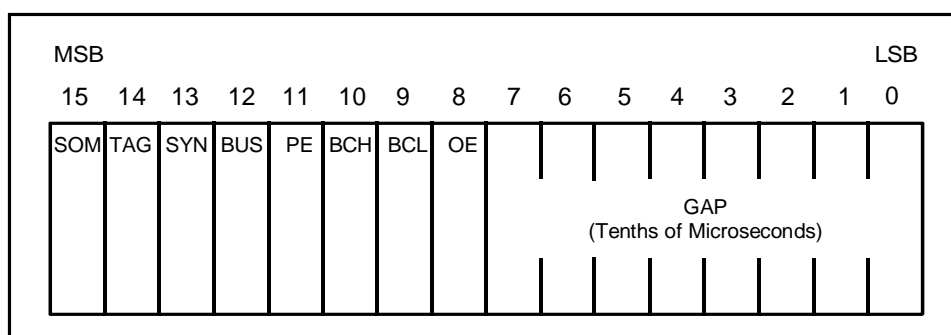 MSB LSB
15 14 13 12 11 10 9 8 7 6 5 4 3 2 1 0
SOM TAG SYN BUS PE BCH BCL OE
GAP
(Tenths of Microseconds)